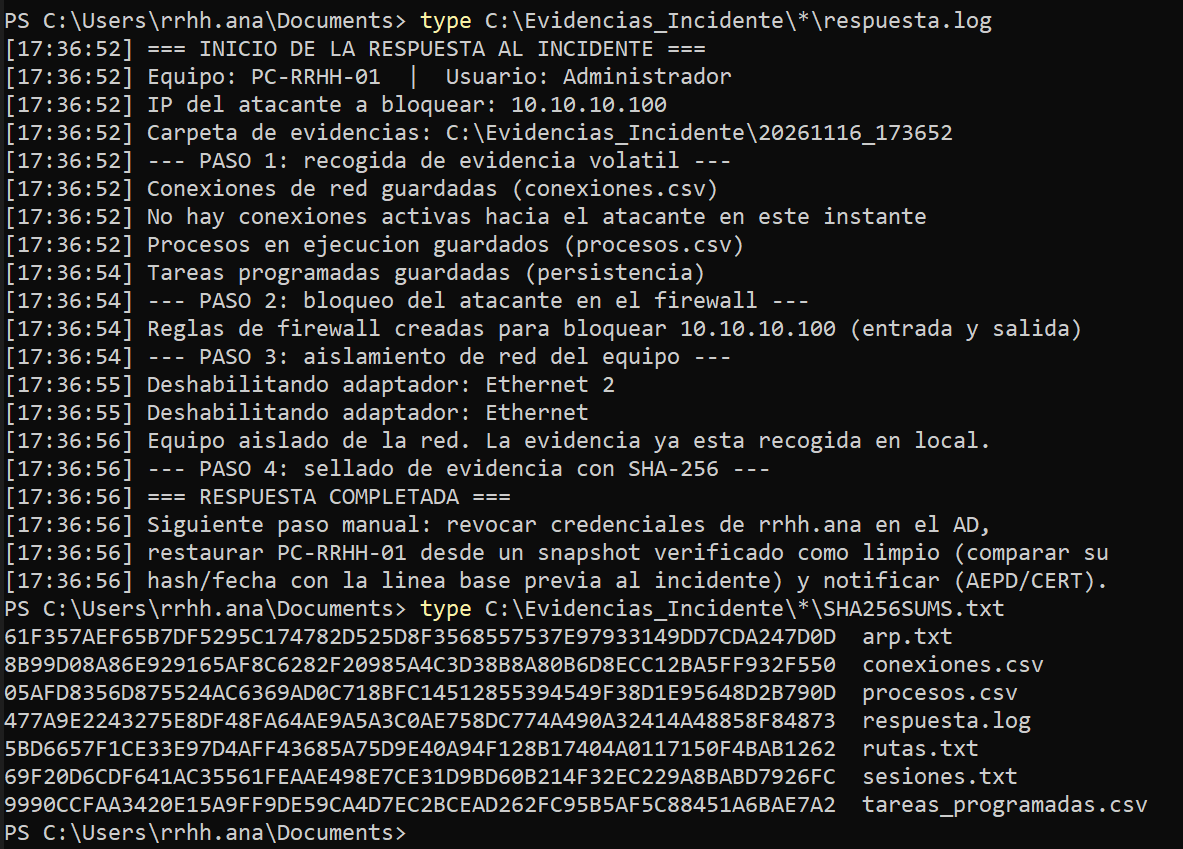 PS C:\Users\rrhh.ana\Documents> type C:\Evidencias_Incidente\*\respuesta.log
[17:36:52] === INICIO DE LA RESPUESTA AL INCIDENTE ===
[17:36:52] Equipo: PC-RRHH-01  |  Usuario: Administrador
[17:36:52] IP del atacante a bloquear: 10.10.10.100
[17:36:52] Carpeta de evidencias: C:\Evidencias_Incidente\20261116_173652
[17:36:52] --- PASO 1: recogida de evidencia volatil ---
[17:36:52] Conexiones de red guardadas (conexiones.csv)
[17:36:52] No hay conexiones activas hacia el atacante en este instante
[17:36:52] Procesos en ejecucion guardados (procesos.csv)
[17:36:54] Tareas programadas guardadas (persistencia)
[17:36:54] --- PASO 2: bloqueo del atacante en el firewall ---
[17:36:54] Reglas de firewall creadas para bloquear 10.10.10.100 (entrada y salida)
[17:36:54] --- PASO 3: aislamiento de red del equipo ---
[17:36:55] Deshabilitando adaptador: Ethernet 2
[17:36:55] Deshabilitando adaptador: Ethernet
[17:36:56] Equipo aislado de la red. La evidencia ya esta recogida en local.
[17:36:56] --- PASO 4: sellado de evidencia con SHA-256 ---
[17:36:56] === RESPUESTA COMPLETADA ===
[17:36:56] Siguiente paso manual: revocar credenciales de rrhh.ana en el AD,
[17:36:56] restaurar PC-RRHH-01 desde un snapshot verificado como limpio (comparar su
[17:36:56] hash/fecha con la linea base previa al incidente) y notificar (AEPD/CERT).
PS C:\Users\rrhh.ana\Documents> type C:\Evidencias_Incidente\*\SHA256SUMS.txt
61F357AEF65B7DF5295C174782D525D8F3568557537E97933149DD7CDA247D0D  arp.txt
8B99D08A86E929165AF8C6282F20985A4C3D38B8A80B6D8ECC12BA5FF932F550  conexiones.csv
05AFD8356D875524AC6369AD0C718BFC14512855394549F38D1E95648D2B790D  procesos.csv
477A9E2243275E8DF48FA64AE9A5A3C0AE758DC774A490A32414A48858F84873  respuesta.log
5BD6657F1CE33E97D4AFF43685A75D9E40A94F128B17404A0117150F4BAB1262  rutas.txt
69F20D6CDF641AC35561FEAAE498E7CE31D9BD60B214F32EC229A8BABD7926FC  sesiones.txt
9990CCFAA3420E15A9FF9DE59CA4D7EC2BCEAD262FC95B5AF5C88451A6BAE7A2  tareas_programadas.csv
PS C:\Users\rrhh.ana\Documents>